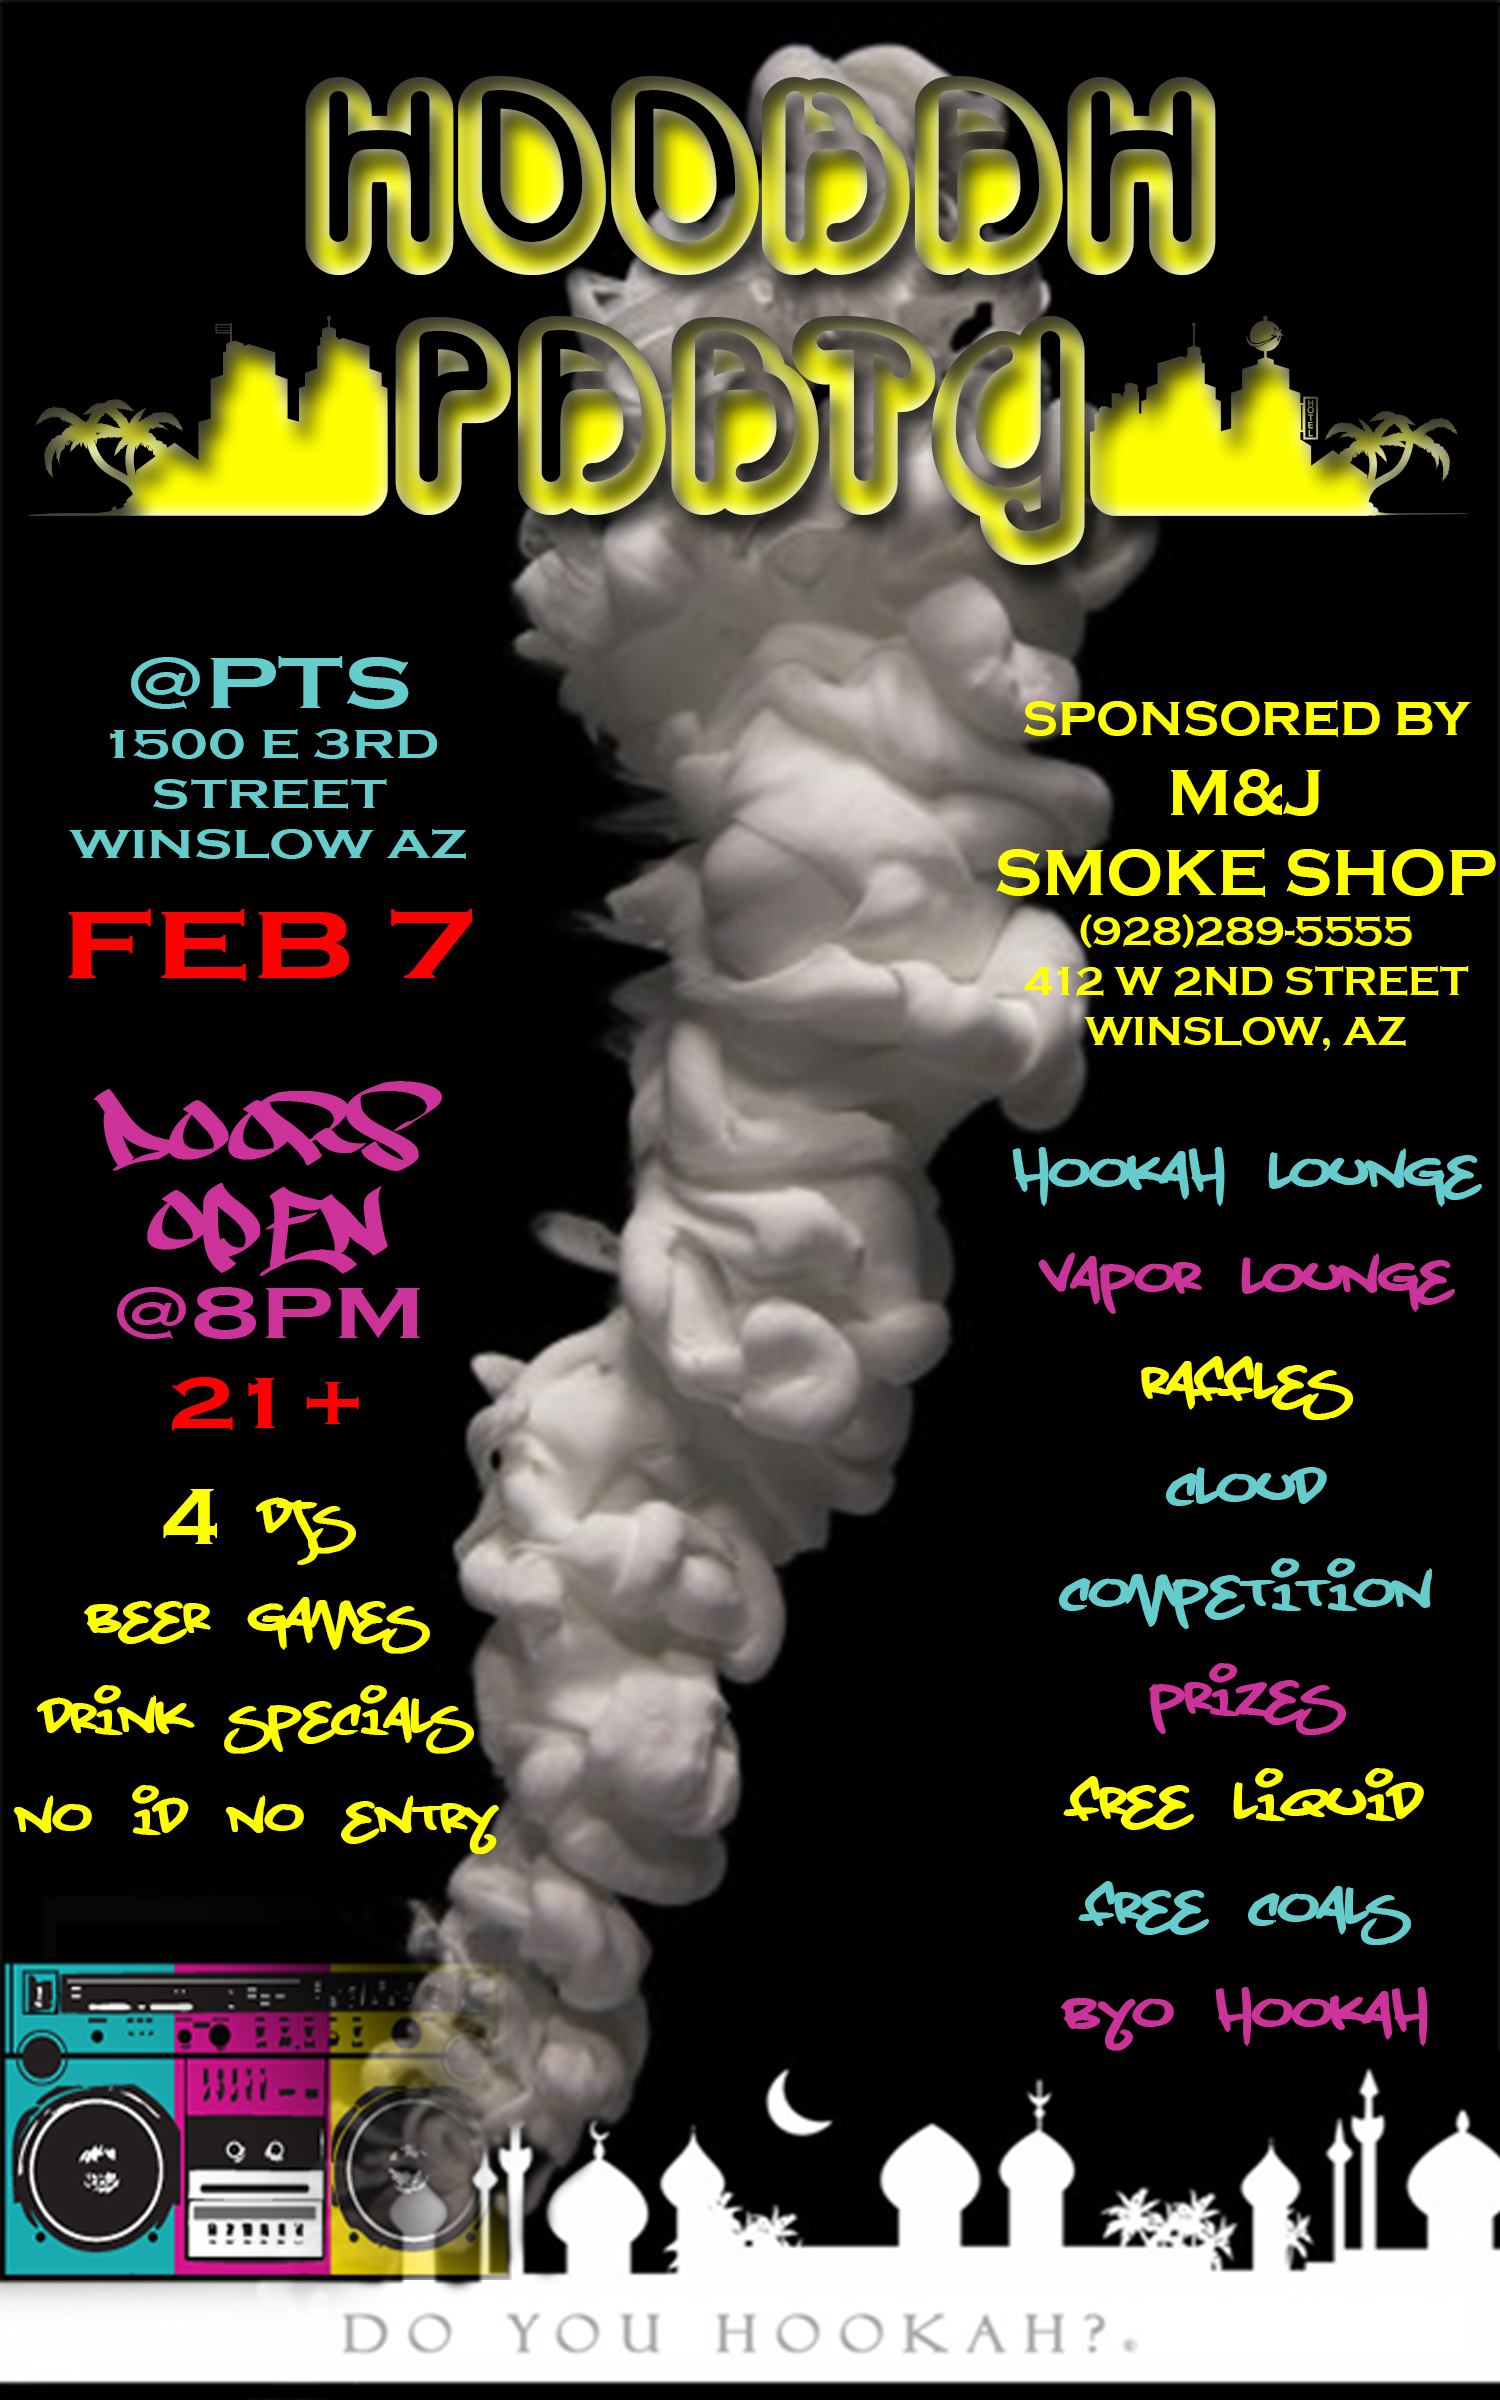 HOOKAH
PARTY
HOTEL
@PTS
1500 E 3RD
STREET
WINSLOW AZ
FEB 7
DOORS
OPEN
@8PM
21+
4 DJS
BEER GAMES
DRINK SPECIALS
NO ID NO ENTRY
SPONSORED BY
M&J
SMOKE SHOP
(928)289-5555
412 W 2ND STREET
WINSLOW, AZ
HOOKAH LOUNGE
VAPOR LOUNGE
RAFFLES
CLOUD
COMPETITION
PRIZES
FREE LIQUID
FREE COALS
BYO HOOKAH
DO YOU HOOKAH?®